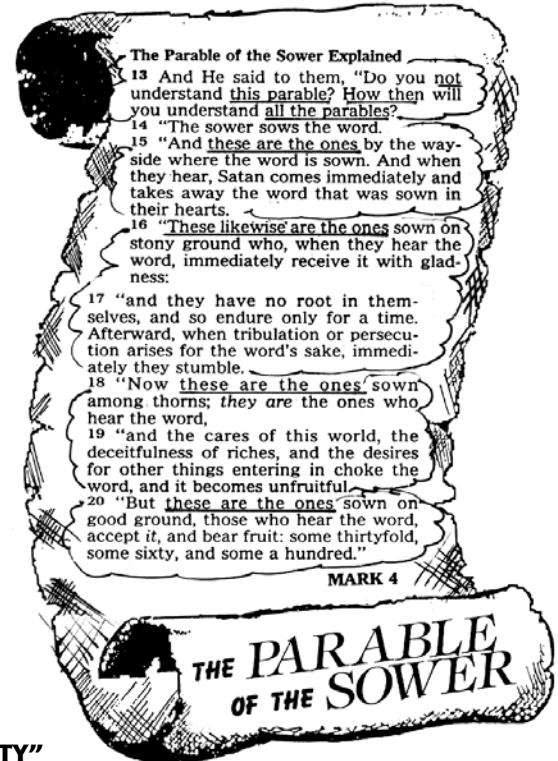 The Parable of the Sower Explained
13 And He said to them, “Do you not
understand this parable? How then will
you understand all the parables?
14 “The sower sows the word.
15 “And these are the ones by the way-
side where the word is sown. And when
they hear, Satan comes immediately and
takes away the word that was sown in
their hearts.
16 “These likewise are the ones sown on
stony ground who, when they hear the
word, immediately receive it with glad-
ness:
17 “and they have no root in them-
selves, and so endure only for a time.
Afterward, when tribulation or persecu-
tion arises for the word's sake, immedi-
ately they stumble.
18 “Now these are the ones sown
among thorns; they are the ones who
hear the word,
19 “and the cares of this world, the
deceitfulness of riches, and the desires
for other things entering in choke the
word, and it becomes unfruitful.
20 “But these are the ones sown on
good ground, those who hear the word,
accept it, and bear fruit: some thirtyfold,
some sixty, and some a hundred.”
MARK 4
THE PARABLE
OF THE SOWER
TY”